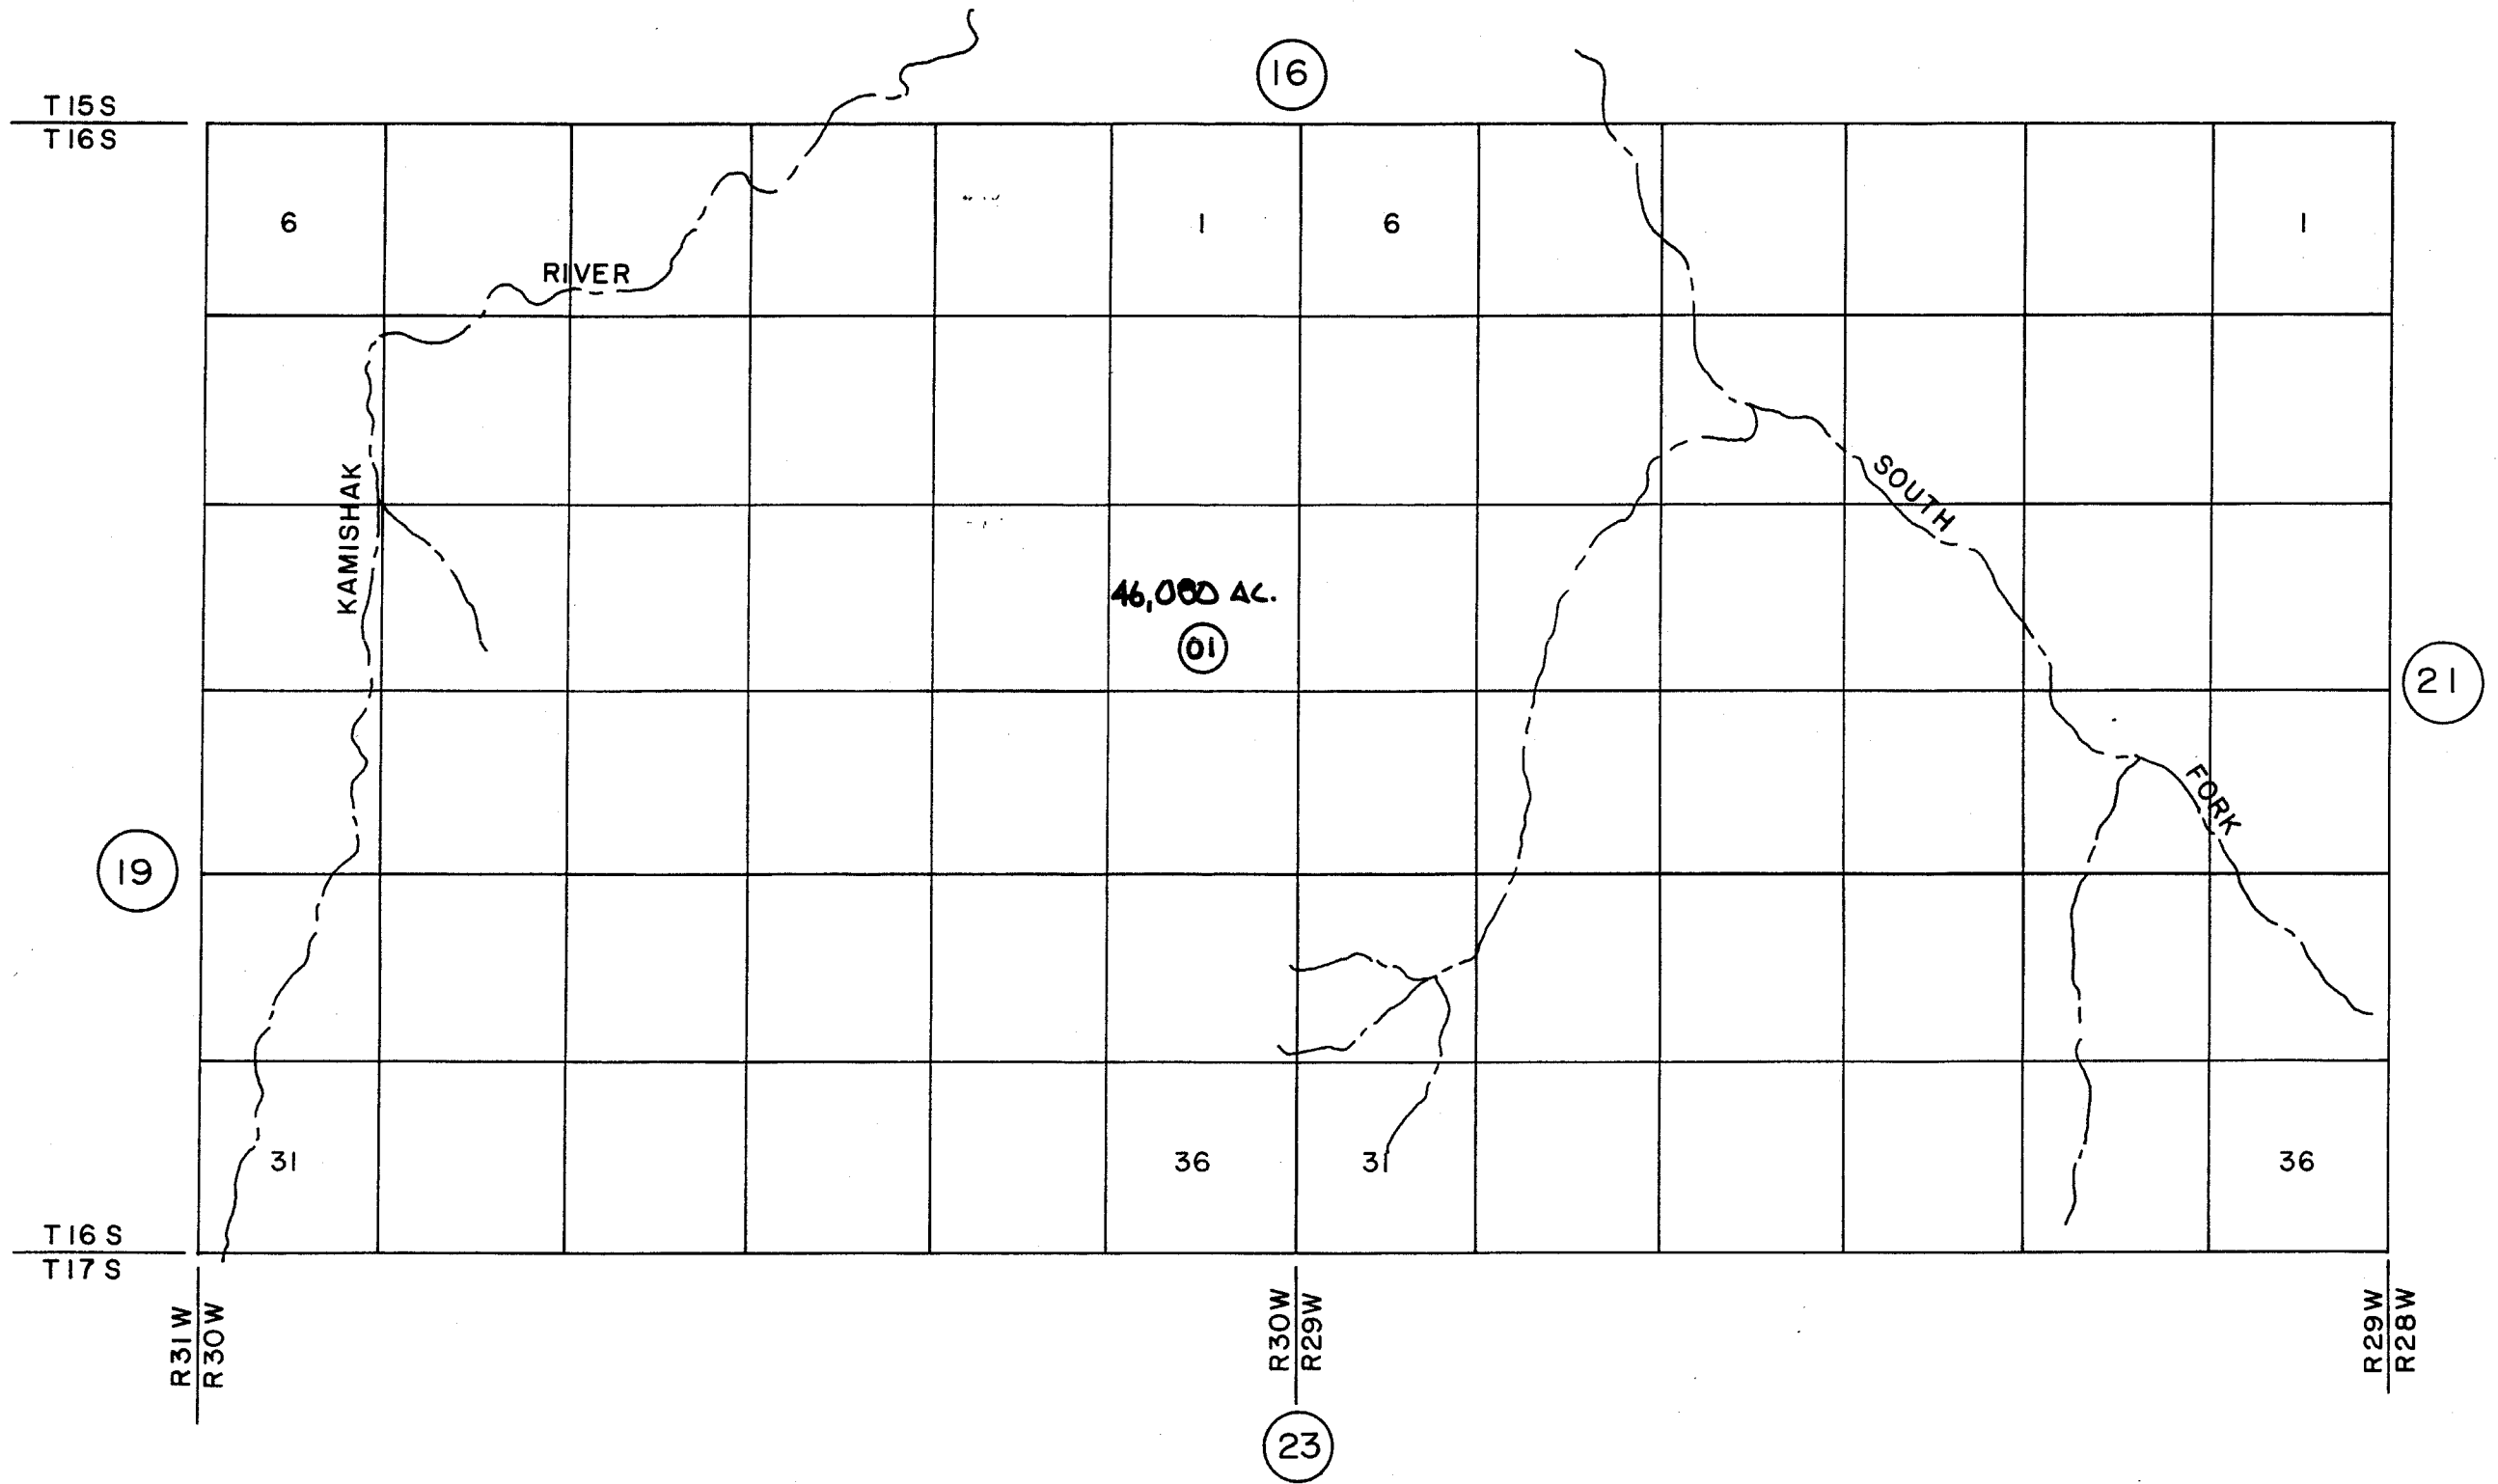 16
T15S
T16S
6
1
6
1
RIVER
KAMISHAK
SOUTH
46,080 AC.
01
21
FORK
19
31
36
31
36
T16S
T17S
R31W
R30W
R30W
R29W
R29W
R28W
23